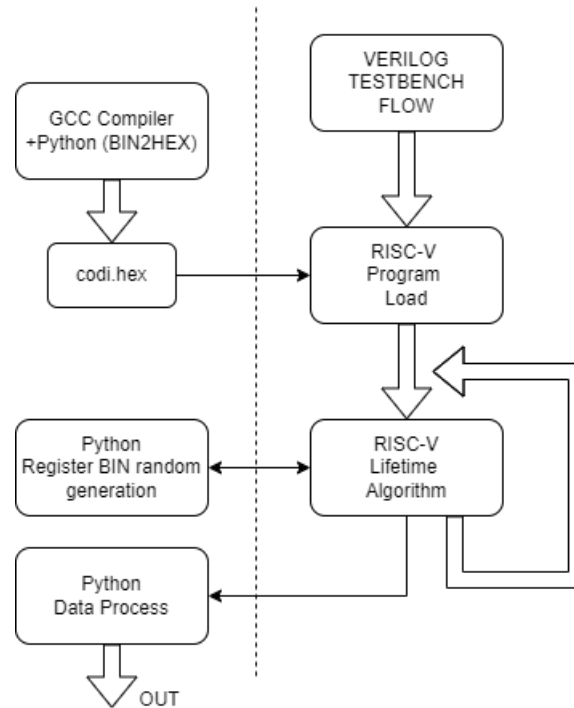 VERILOG
TESTBENCH
FLOW
GCC Compiler
+Python (BIN2HEX)
codi.hex
RISC-V
Program
Load
Python
Register BIN random
generation
RISC-V
Lifetime
Algorithm
Python
Data Process
OUT